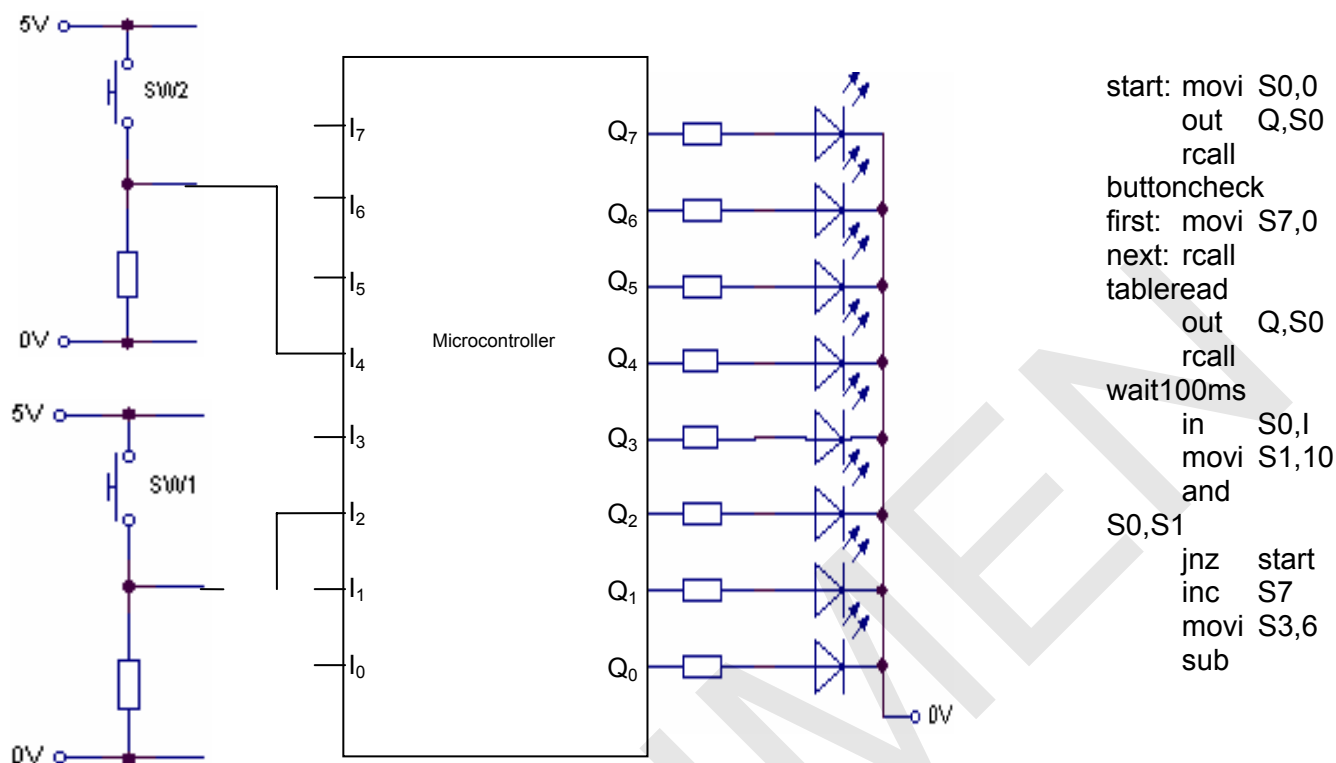 5V
SW2
0V
5V
SW1
0V
I7
I6
I5
I4
I3
I2
I1
I0
Microcontroller
Q7
Q6
Q5
Q4
Q3
Q2
Q1
Q0
0V
start: movi S0,0
out Q,S0
rcall
buttoncheck
first: movi S7,0
next: rcall
tableread
out Q,S0
rcall
wait100ms
in S0,I
movi S1,10
and
S0,S1
jnz start
inc S7
movi S3,6
sub
IMEN